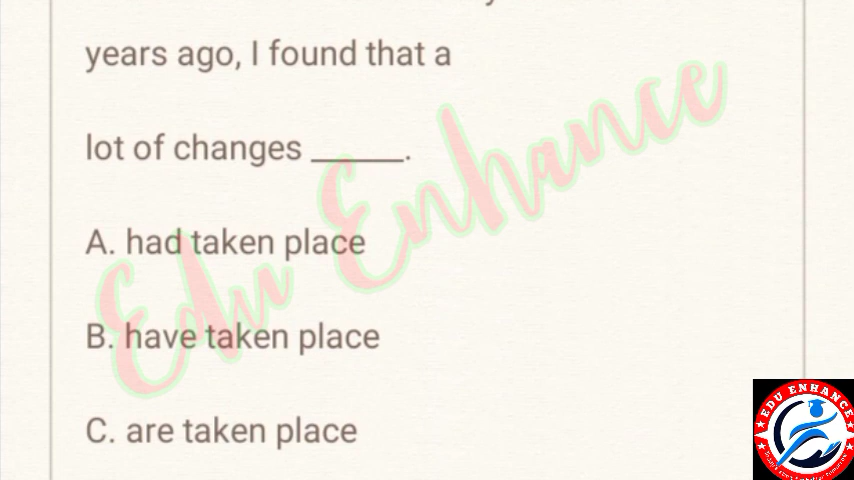 years ago, I found that a
lot of changes ______.
A. had taken place
B. have taken place
C. are taken place
Edu Enhance
EDU ENHANCE